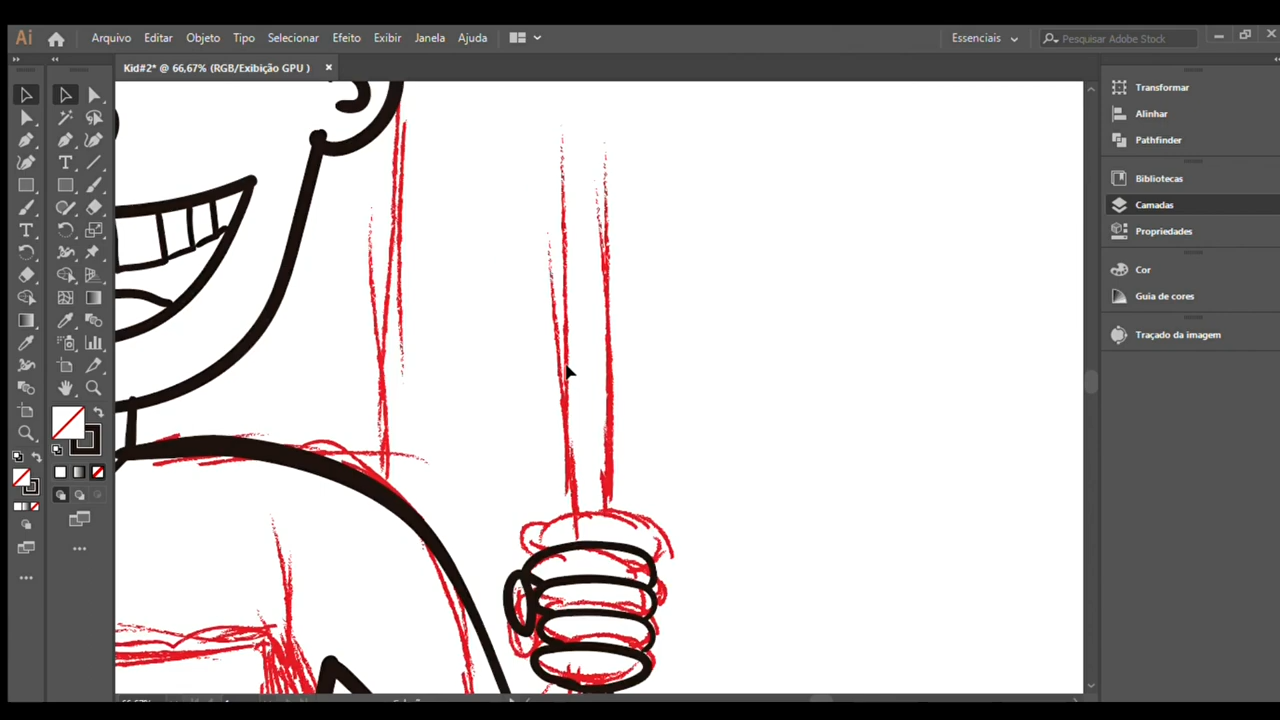 Ai Arquivo Editar Objeto Tipo Selecionar Efeito Exibir Janela Ajuda Essenciais Pesquisar Adobe Stock
Kid#2* @ 66,67% (RGB/Exibição GPU )
Transformar
Alinhar
Pathfinder
Bibliotecas
Camadas
Propriedades
Cor
Guia de cores
Traçado da imagem